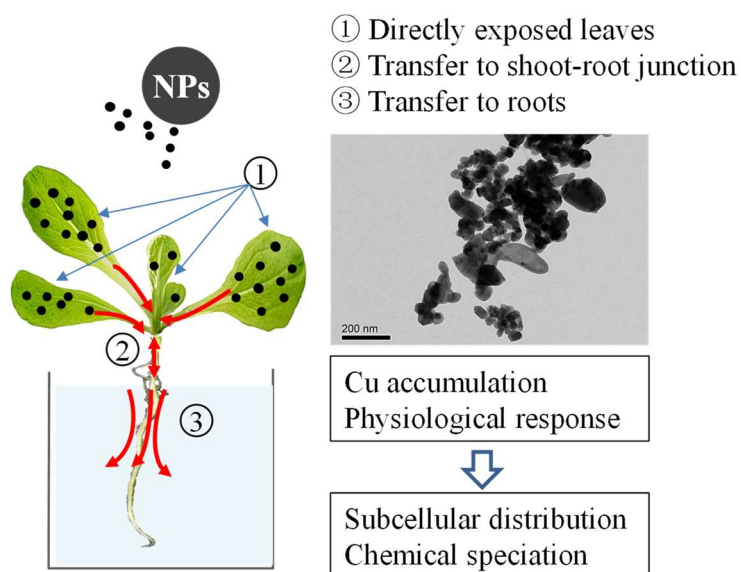 NPs
① Directly exposed leaves
② Transfer to shoot-root junction
③ Transfer to roots
①
②
③
200 nm
Cu accumulation
Physiological response
Subcellular distribution
Chemical speciation